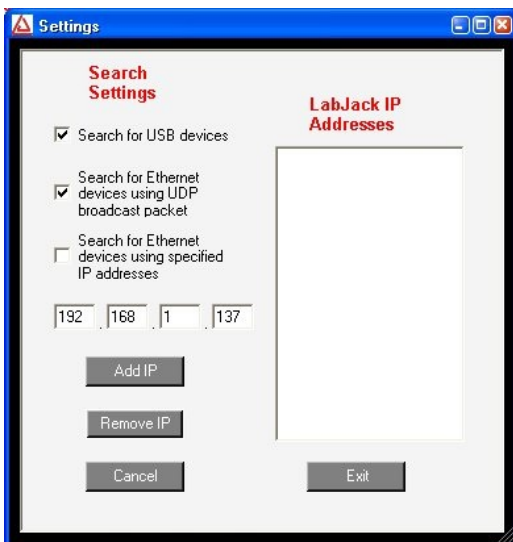 Settings
Search
Settings
Search for USB devices
Search for Ethernet
devices using UDP
broadcast packet
Search for Ethernet
devices using specified
IP addresses
192 . 168 . 1 . 137
Add IP
Remove IP
Cancel
LabJack IP
Addresses
Exit